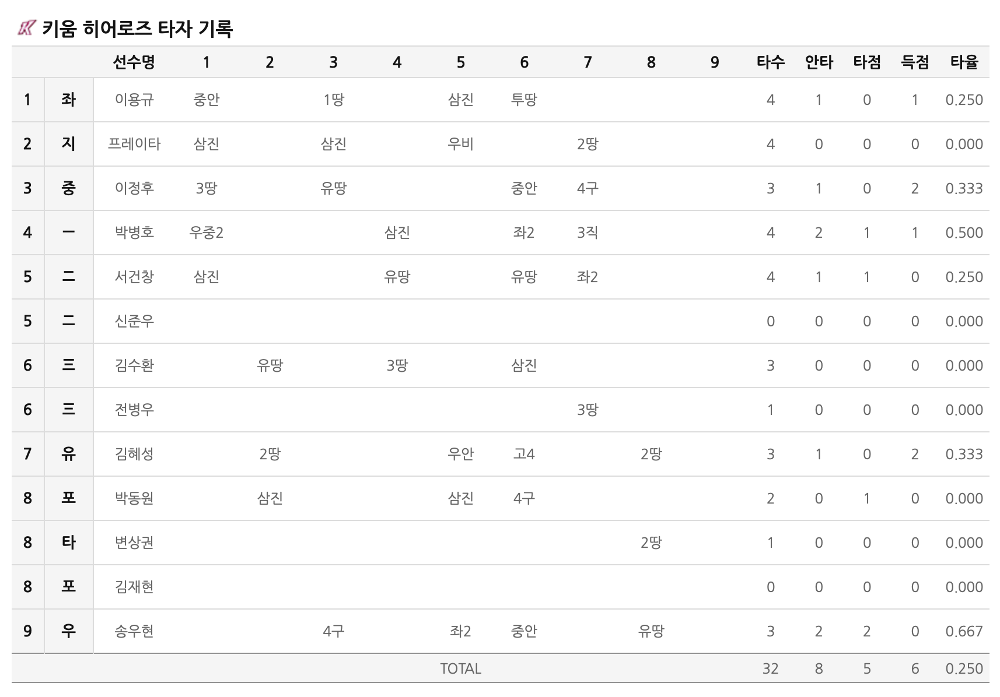 키움 히어로즈 타자 기록
선수명 1 2 3 4 5 6 7 8 9 타수 안타 타점 득점 타율
1 좌 이용규 중안 1땅 삼진 투땅 4 1 0 1 0.250
2 지 프레이타 삼진 삼진 우비 2땅 4 0 0 0 0.000
3 중 이정후 3땅 유땅 중안 4구 3 1 0 2 0.333
4 一 박병호 우중2 삼진 좌2 3직 4 2 1 1 0.500
5 二 서건창 삼진 유땅 유땅 좌2 4 1 1 0 0.250
5 二 신준우 0 0 0 0 0.000
6 三 김수환 유땅 3땅 삼진 3 0 0 0 0.000
6 三 전병우 3땅 1 0 0 0 0.000
7 유 김혜성 2땅 우안 고4 2땅 3 1 0 2 0.333
8 포 박동원 삼진 삼진 4구 2 0 1 0 0.000
8 타 변상권 2땅 1 0 0 0 0.000
8 포 김재현 0 0 0 0 0.000
9 우 송우현 4구 좌2 중안 유땅 3 2 2 0 0.667
TOTAL 32 8 5 6 0.250